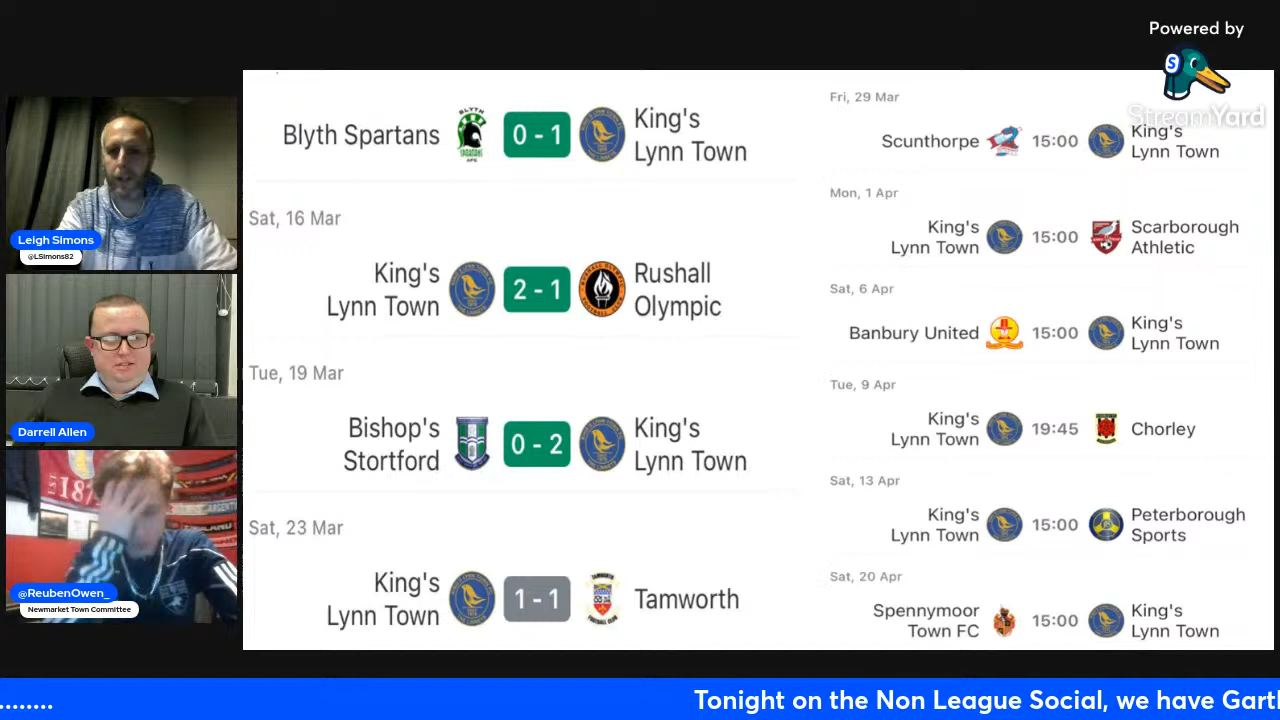 Powered by
StreamYard
Leigh Simons
@LSimons82
Darrell Allen
@ReubenOwen_
Newmarket Town Committee
Blyth Spartans
0 - 1
King's
Lynn Town
Sat, 16 Mar
King's
Lynn Town
2 - 1
Rushall
Olympic
Tue, 19 Mar
Bishop's
Stortford
0 - 2
King's
Lynn Town
Sat, 23 Mar
King's
Lynn Town
1 - 1
Tamworth
Fri, 29 Mar
Scunthorpe
15:00
King's
Lynn Town
Mon, 1 Apr
King's
Lynn Town
15:00
Scarborough
Athletic
Sat, 6 Apr
Banbury United
15:00
King's
Lynn Town
Tue, 9 Apr
King's
Lynn Town
19:45
Chorley
Sat, 13 Apr
King's
Lynn Town
15:00
Peterborough
Sports
Sat, 20 Apr
Spennymoor
Town FC
15:00
King's
Lynn Town
........ Tonight on the Non League Social, we have Gart